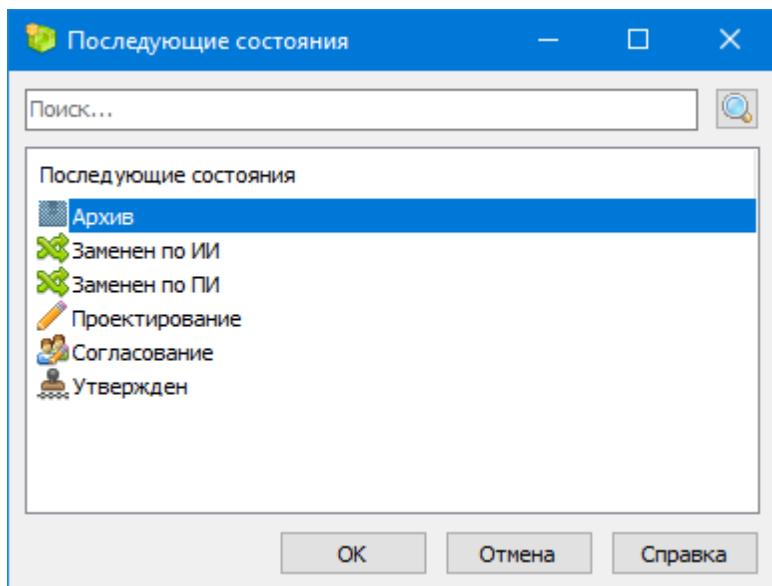 Последующие состояния
Поиск...
Последующие состояния
Архив
Заменен по ИИ
Заменен по ПИ
Проектирование
Согласование
Утвержден
OK Отмена Справка